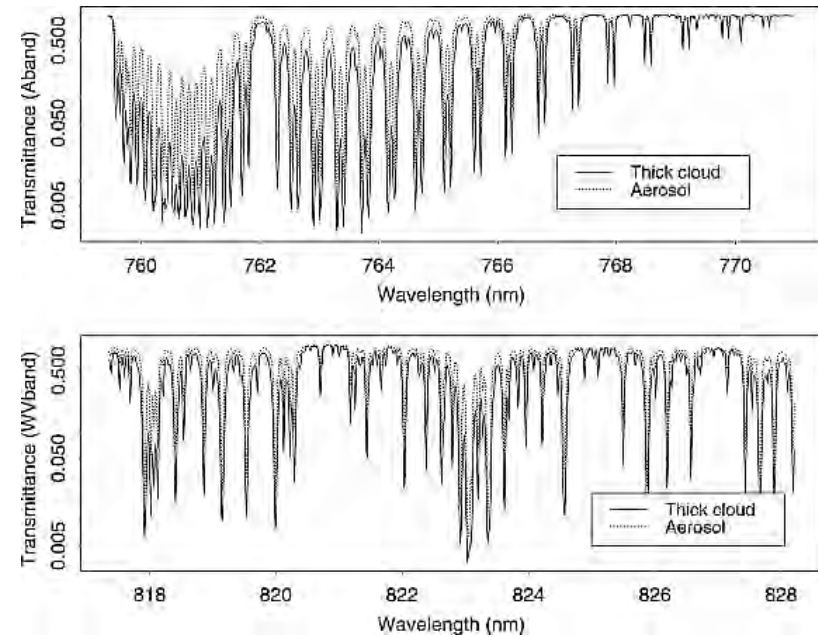 Transmittance (Aband)
0.500
0.050
0.005
Thick cloud
Aerosol
760 762 764 766 768 770
Wavelength (nm)
Transmittance (WVband)
0.500
0.050
0.005
Thick cloud
Aerosol
818 820 822 824 826 828
Wavelength (nm)